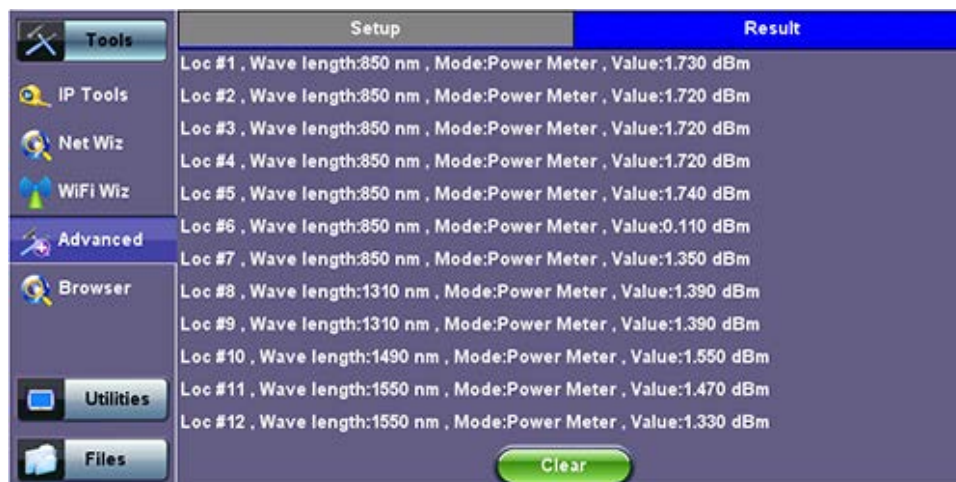 Tools
IP Tools
Net Wiz
WiFi Wiz
Advanced
Browser
Utilities
Files
Setup
Result
Loc #1 , Wave length:850 nm , Mode:Power Meter , Value:1.730 dBm
Loc #2 , Wave length:850 nm , Mode:Power Meter , Value:1.720 dBm
Loc #3 , Wave length:850 nm , Mode:Power Meter , Value:1.720 dBm
Loc #4 , Wave length:850 nm , Mode:Power Meter , Value:1.720 dBm
Loc #5 , Wave length:850 nm , Mode:Power Meter , Value:1.740 dBm
Loc #6 , Wave length:850 nm , Mode:Power Meter , Value:0.110 dBm
Loc #7 , Wave length:850 nm , Mode:Power Meter , Value:1.350 dBm
Loc #8 , Wave length:1310 nm , Mode:Power Meter , Value:1.390 dBm
Loc #9 , Wave length:1310 nm , Mode:Power Meter , Value:1.390 dBm
Loc #10 , Wave length:1490 nm , Mode:Power Meter , Value:1.550 dBm
Loc #11 , Wave length:1550 nm , Mode:Power Meter , Value:1.470 dBm
Loc #12 , Wave length:1550 nm , Mode:Power Meter , Value:1.330 dBm
Clear